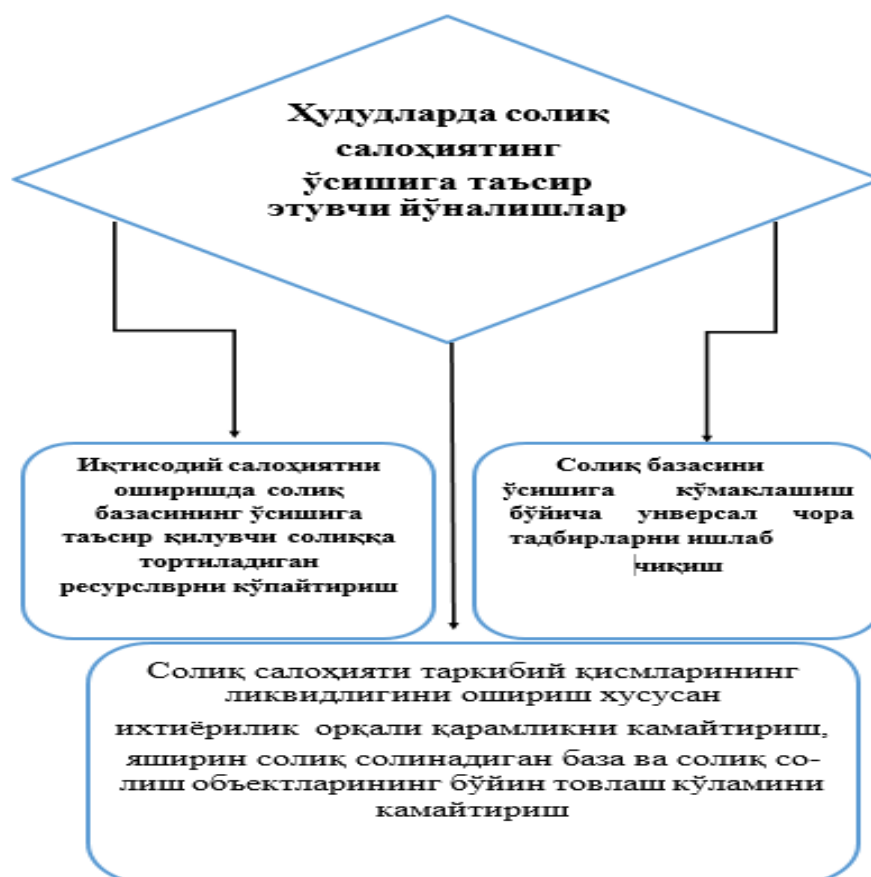 Ҳудудларда солиқ
салоҳиятинг
ўсишига таъсир
этувчи йўналишлар
Иқтисодий салоҳиятни
оширишда солиқ
базасининг ўсишига
таъсир қилувчи солиққа
тортиладиган
ресурслврни кўпайтириш
Солиқ базасини
ўсишига кўмаклашиш
бўйича унверсал чора
тадбирларни ишлаб
чиқиш
Солиқ салоҳияти таркибий қисмларининг
ликвидлигини ошириш хусусан
ихтиёрилик орқали қарамликни камайтириш,
яширин солиқ солинадиган база ва солиқ со-
лиш объектларининг бўйин товлаш кўламини
камайтириш